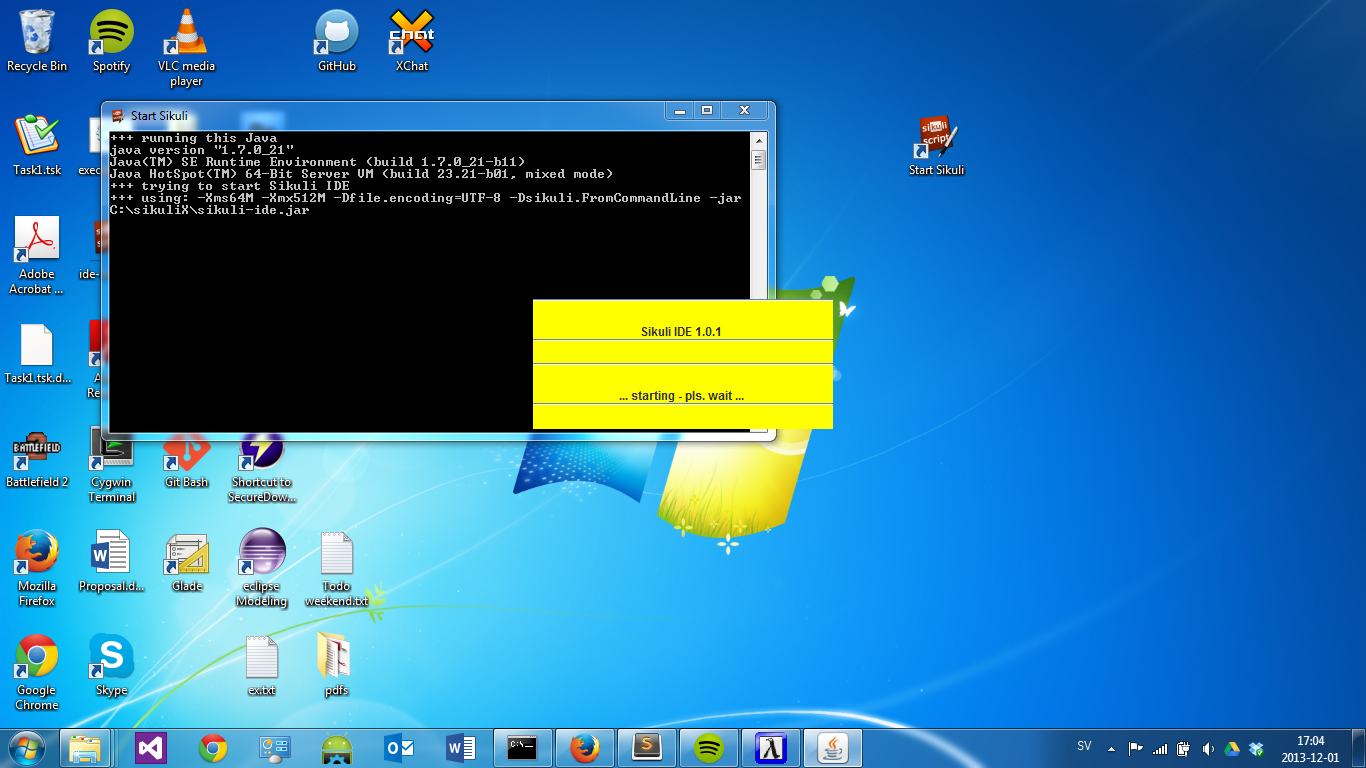 Recycle Bin
Spotify
VLC media
player
GitHub
chat
XChat
Task1.tsk
exec
Start Sikuli
+++ running this Java
java version "1.7.0_21"
Java(TM) SE Runtime Environment (build 1.7.0_21-b11)
Java HotSpot(TM) 64-Bit Server VM (build 23.21-b01, mixed mode)
+++ trying to start Sikuli IDE
+++ using: -Xms64M -Xmx512M -Dfile.encoding=UTF-8 -Dsikuli.FromCommandLine -jar
C:\sikuliX\sikuli-ide.jar
Sikuli IDE 1.0.1
... starting - pls. wait ...
sikuli
script
Start Sikuli
Adobe
Acrobat ...
ide-
Task1.tsk.d...
A
Re
BATTLEFIELD
Battlefield 2
Cygwin
Terminal
Git Bash
Shortcut to
SecureDow...
Mozilla
Firefox
Proposal.d...
Glade
eclipse
Modeling
Todo
weekend.txt
Google
Chrome
Skype
ex.txt
pdfs
C:\
SV
17:04
2013-12-01